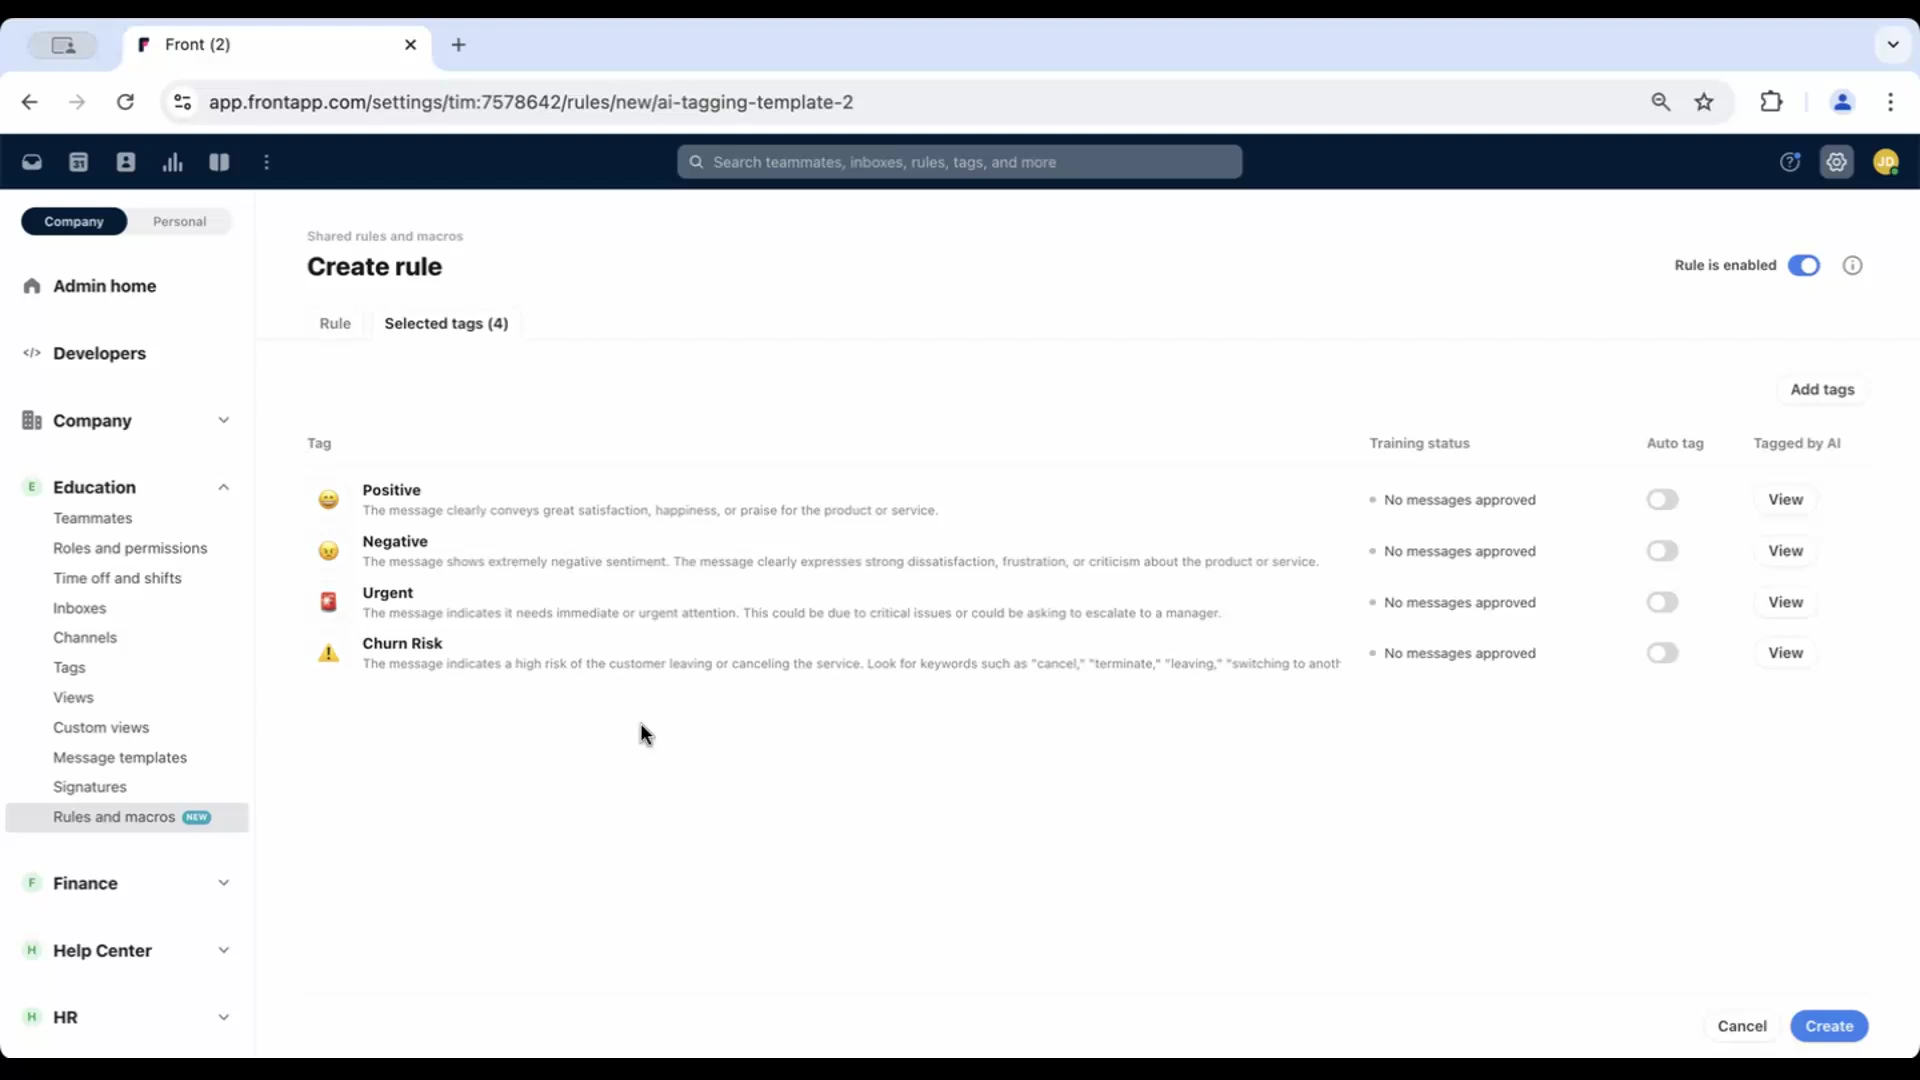 Front (2)
app.frontapp.com/settings/tim:7578642/rules/new/ai-tagging-template-2
31
Search teammates, inboxes, rules, tags, and more
JD
Company
Personal
Shared rules and macros
Create rule
Rule is enabled
Admin home
Rule
Selected tags (4)
</> Developers
Add tags
Company
Tag
Training status
Auto tag
Tagged by AI
E Education
Teammates
Roles and permissions
Time off and shifts
Inboxes
Channels
Tags
Views
Custom views
Message templates
Signatures
Rules and macros NEW
Positive
The message clearly conveys great satisfaction, happiness, or praise for the product or service.
No messages approved
View
Negative
The message shows extremely negative sentiment. The message clearly expresses strong dissatisfaction, frustration, or criticism about the product or service.
No messages approved
View
Urgent
The message indicates it needs immediate or urgent attention. This could be due to critical issues or could be asking to escalate to a manager.
No messages approved
View
Churn Risk
The message indicates a high risk of the customer leaving or canceling the service. Look for keywords such as "cancel," "terminate," "leaving," "switching to anoth
No messages approved
View
F Finance
H Help Center
H HR
Cancel
Create